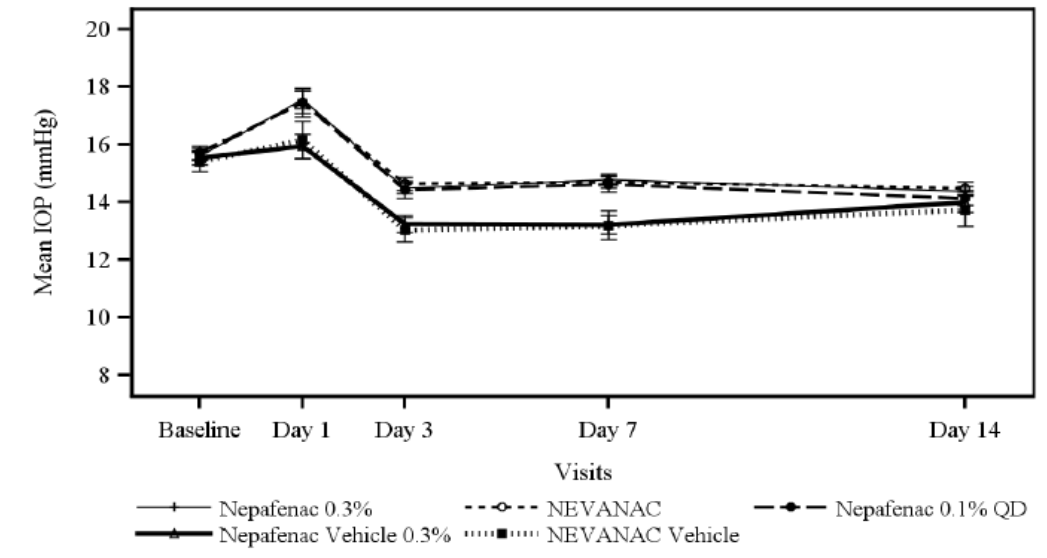 20
18
16
14
12
10
8
Mean IOP (mmHg)
Baseline Day 1 Day 3 Day 7 Day 14
Visits
Nepafenac 0.3% NEVANAC Nepafenac 0.1% QD
Nepafenac Vehicle 0.3% NEVANAC Vehicle